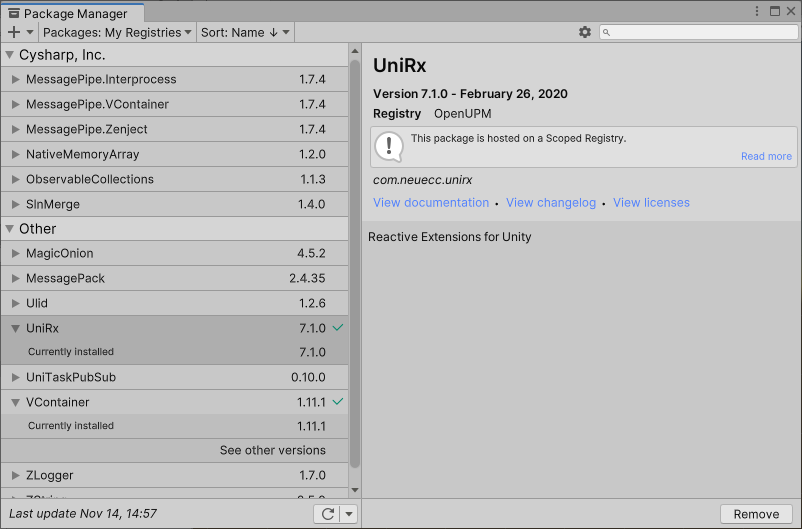 Package Manager
Packages: My Registries
Sort: Name ↓
Cysharp, Inc.
MessagePipe.Interprocess 1.7.4
MessagePipe.VContainer 1.7.4
MessagePipe.Zenject 1.7.4
NativeMemoryArray 1.2.0
ObservableCollections 1.1.3
SlnMerge 1.4.0
Other
MagicOnion 4.5.2
MessagePack 2.4.35
Ulid 1.2.6
UniRx 7.1.0
Currently installed 7.1.0
UniTaskPubSub 0.10.0
VContainer 1.11.1
Currently installed 1.11.1
See other versions
ZLogger 1.7.0
Last update Nov 14, 14:57
UniRx
Version 7.1.0 - February 26, 2020
Registry OpenUPM
This package is hosted on a Scoped Registry.
Read more
com.neuecc.unirx
View documentation • View changelog • View licenses
Reactive Extensions for Unity
Remove